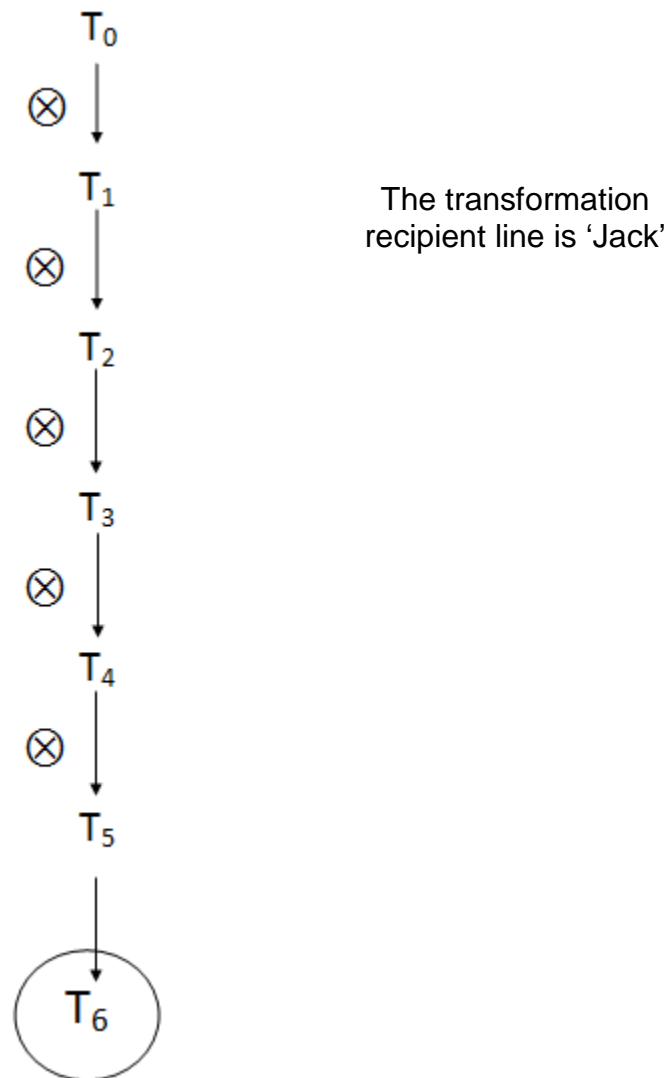 T₀
T₁
The transformation
recipient line is ‘Jack’
T₂
T₃
T₄
T₅
T₆